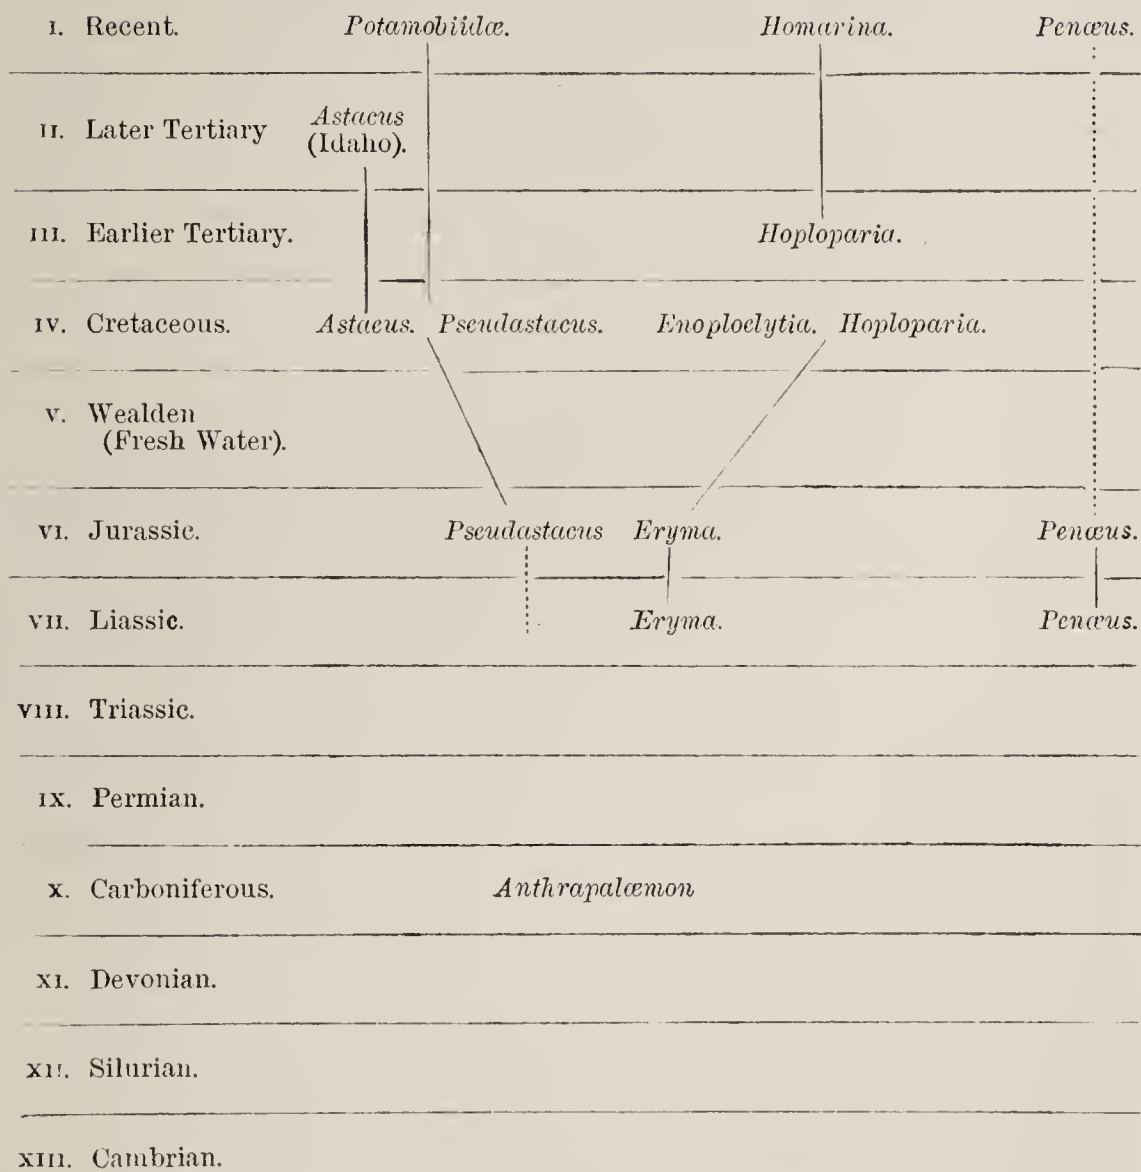 I. Recent. Potamobiidæ. Homarina. Penæus.
II. Later Tertiary Astacus (Idaho).
III. Earlier Tertiary. Hoploparia.
IV. Cretaceous. Astacus. Pseudastacus. Enoploclytia. Hoploparia.
V. Wealden
(Fresh Water).
VI. Jurassic. Pseudastacus Eryma. Penæus.
VII. Liassic. Eryma. Penæus.
VIII. Triassic.
IX. Permian.
X. Carboniferous. Anthrapalæmon
XI. Devonian.
XII. Silurian.
XIII. Cambrian.